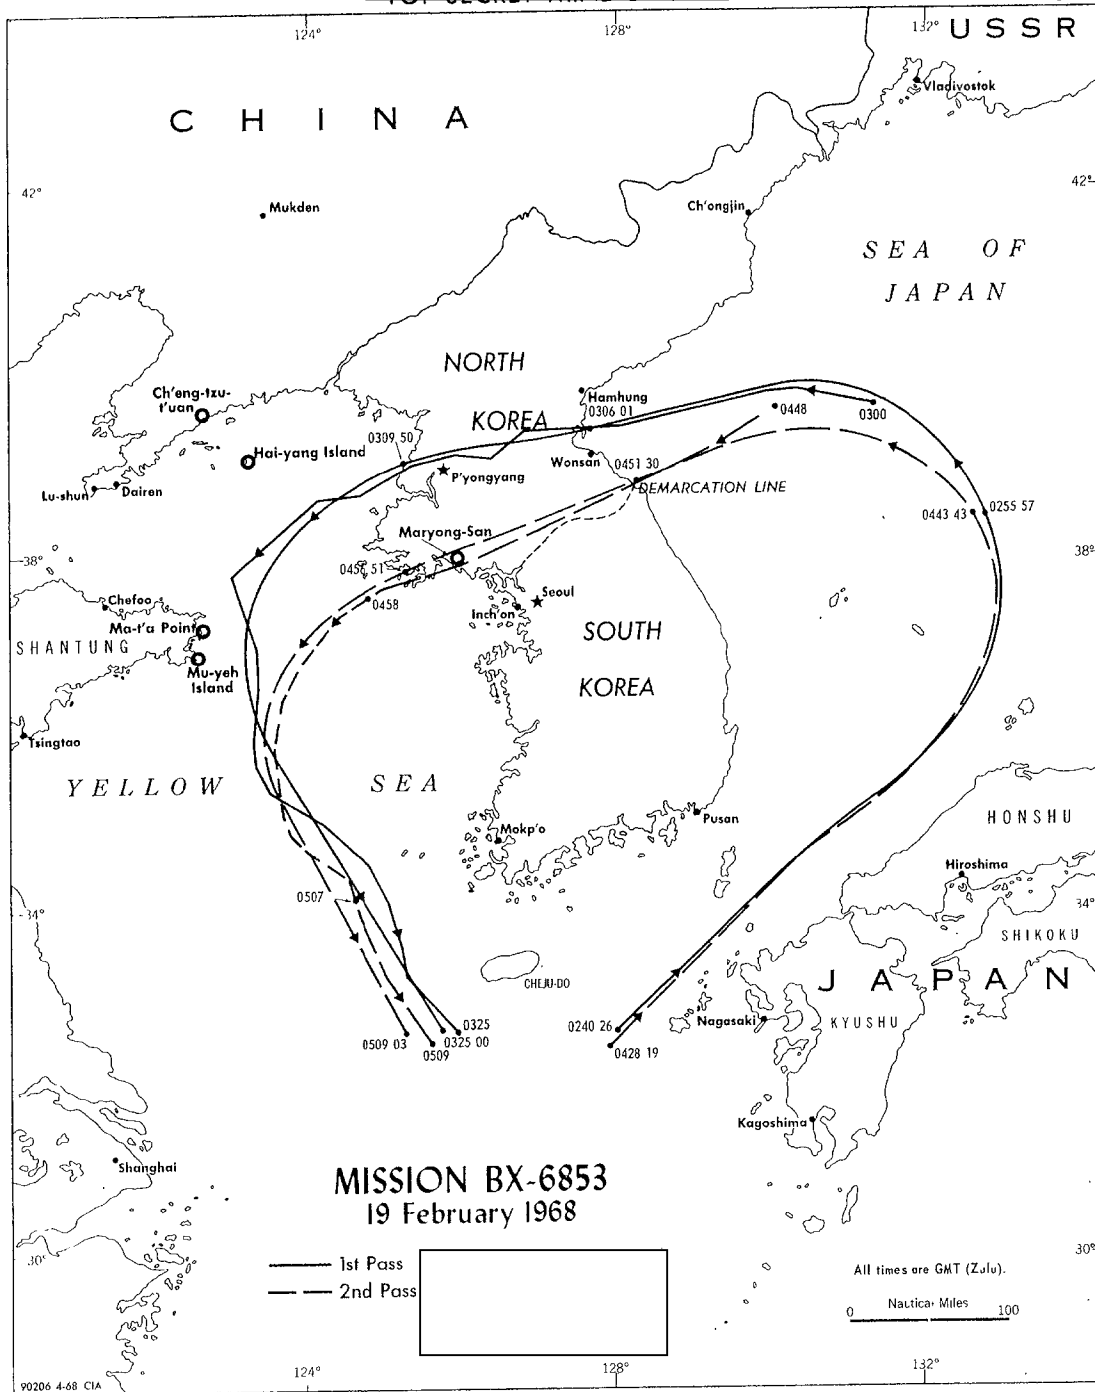 124°
128°
132°
USSR
Vladivostok
CHINA
42°
42°
Mukden
Ch'ongjin
SEA OF
JAPAN
NORTH
KOREA
Ch'eng-tzu-
t'uan
Hamhung
0306 01
0448
0300
0309 50
Hai-yang Island
Wonsan
0451 30
P'yongyang
Lu-shun
Dairen
DEMARCATION LINE
0443 43
0255 57
Maryong-San
38°
38°
0456 51
0458
Seoul
Inch'on
Chefoo
Ma-t'a Point
SHANTUNG
SOUTH
KOREA
Mu-yeh
Island
Tsingtao
YELLOW SEA
Pusan
HONSHU
Mokp'o
Hiroshima
0507
34°
34°
SHIKOKU
CHEJU-DO
JAPAN
Nagasaki
KYUSHU
0325
0325 00
0509 03
0509
0240 26
0428 19
Kagoshima
Shanghai
MISSION BX-6853
19 February 1968
30°
30°
1st Pass
2nd Pass
All times are GMT (Zulu).
Nautical Miles
0 100
124°
128°
132°
90206 4-68 CIA